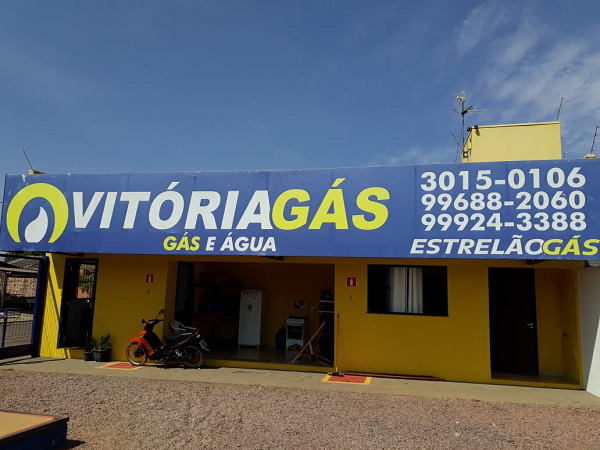 VITÓRIAGÁS
GÁS E ÁGUA
3015-0106
99688-2060
99924-3388
ESTRELÃOGÁS